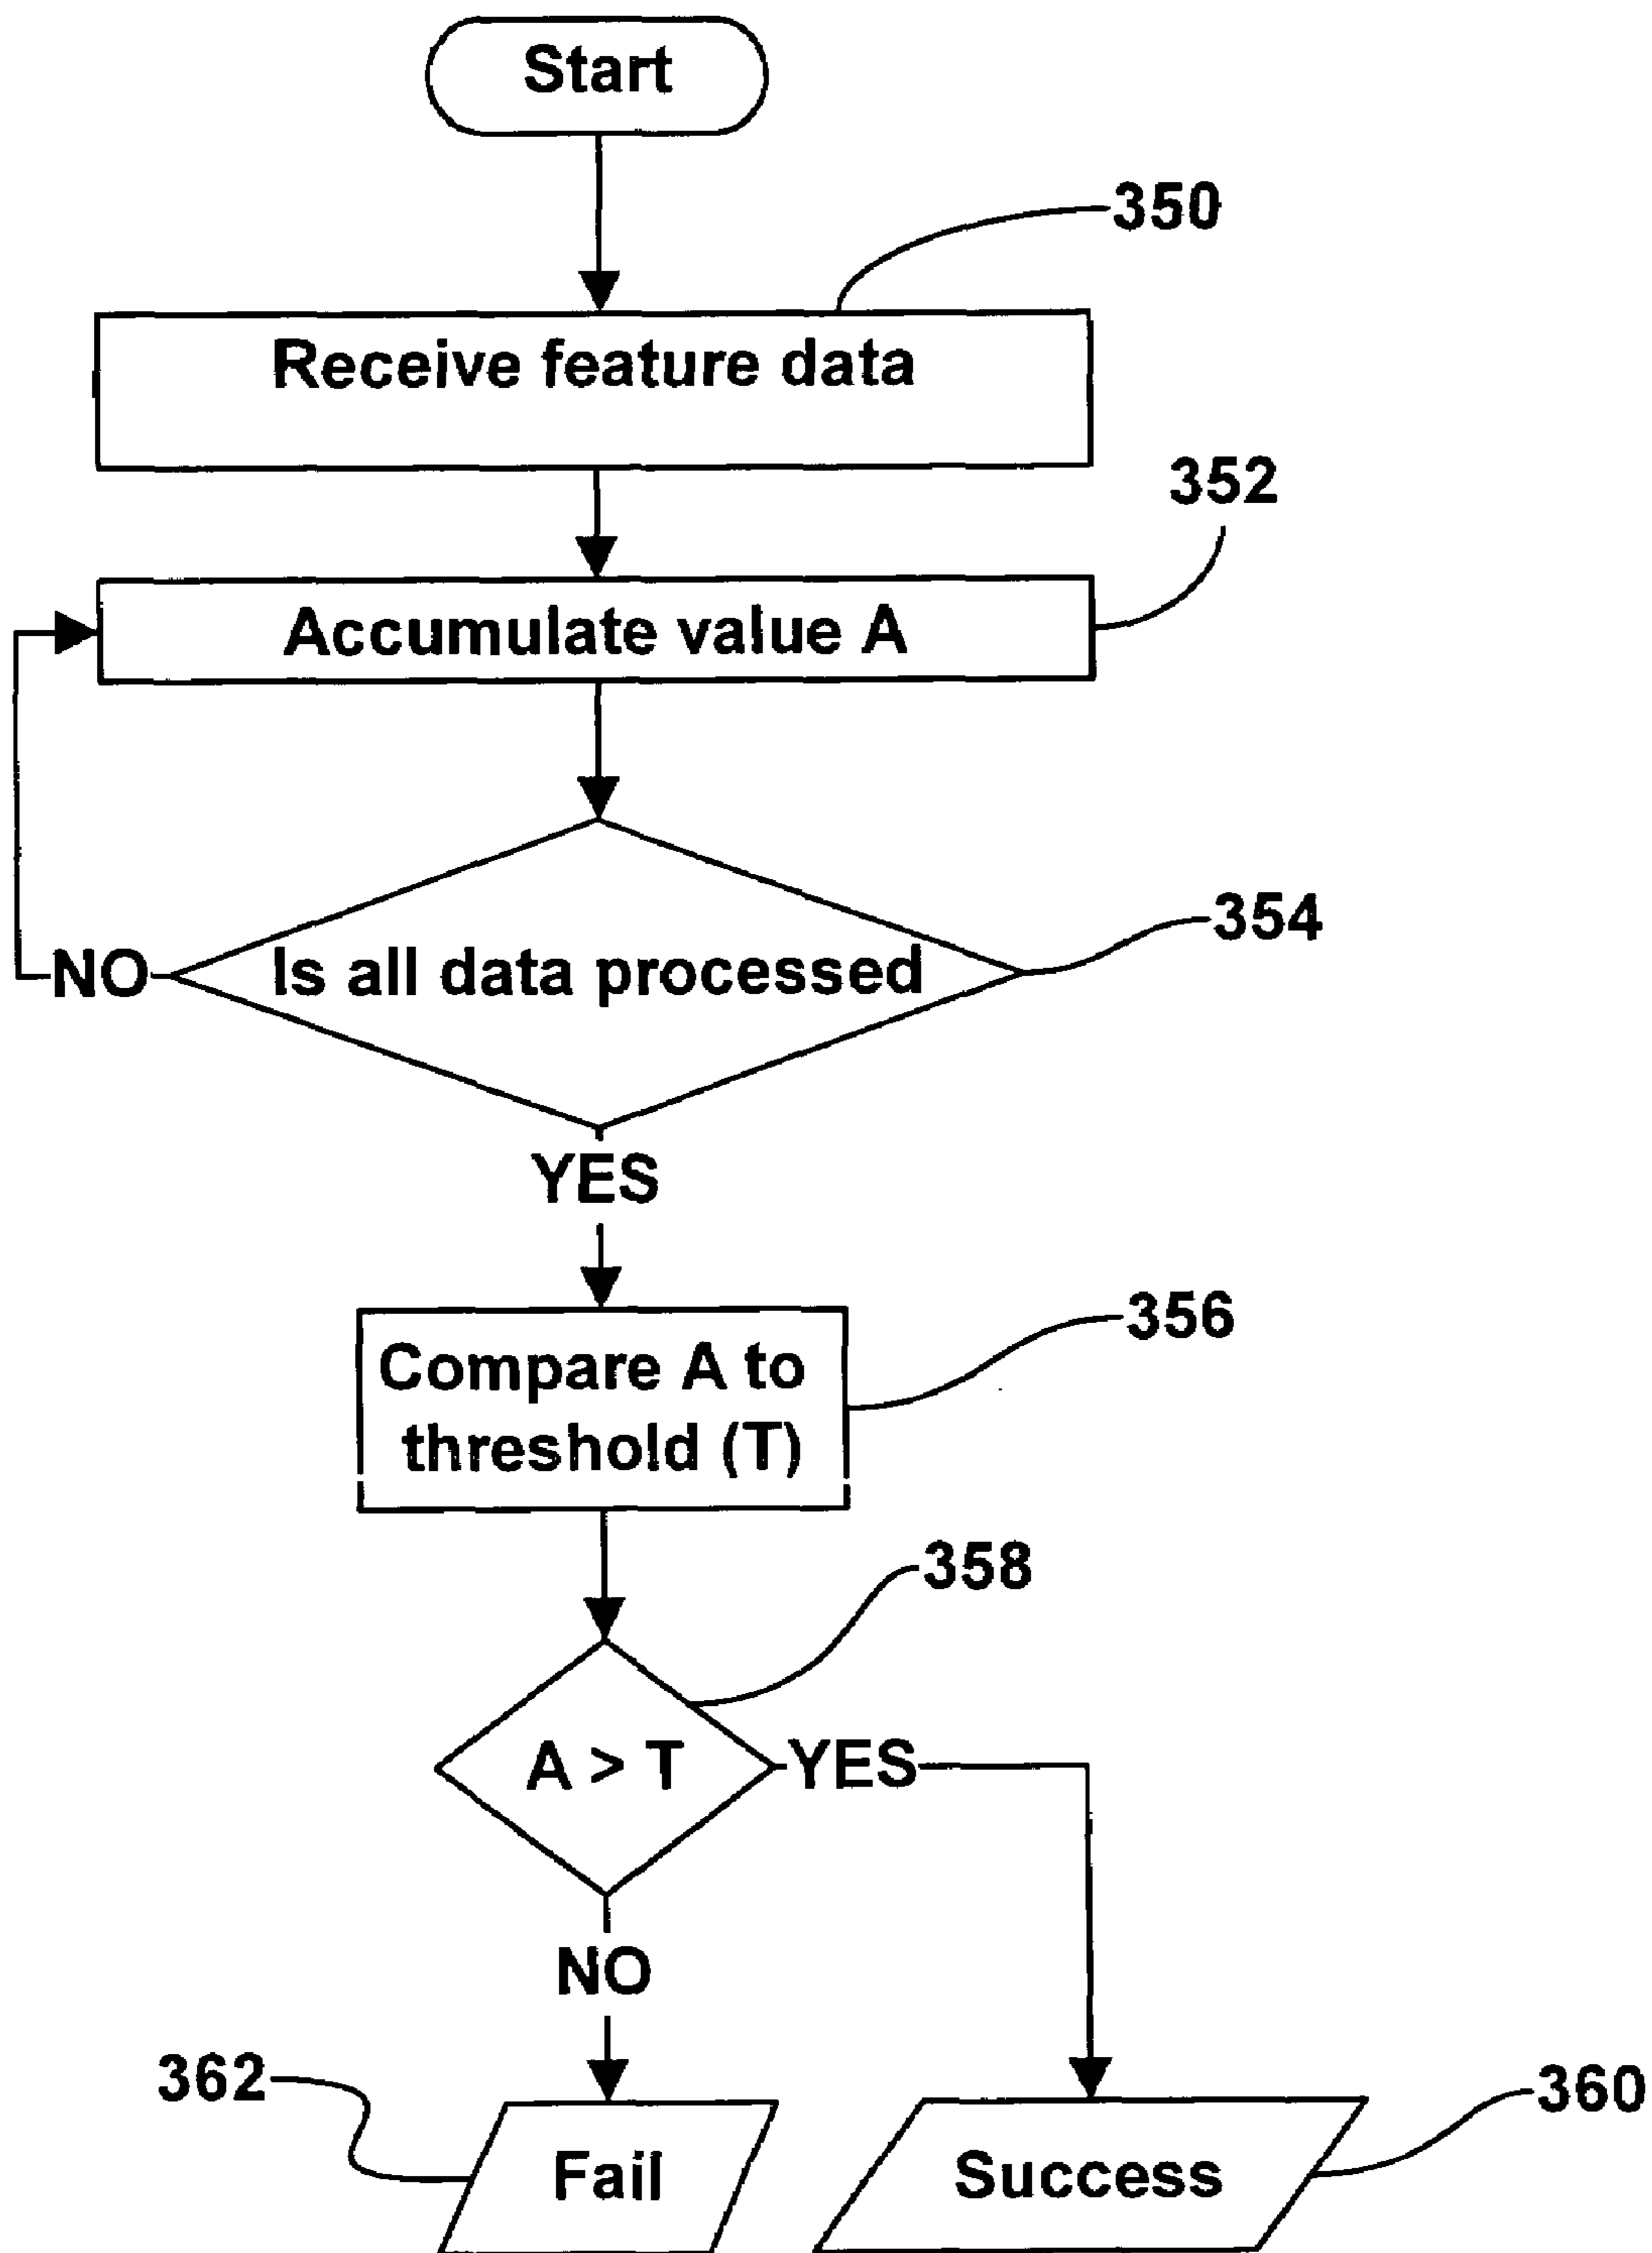 Start
350
Receive feature data
352
Accumulate value A
354
Is all data processed
NO
YES
356
Compare A to
threshold (T)
358
A > T
YES
NO
362
360
Fail
Success